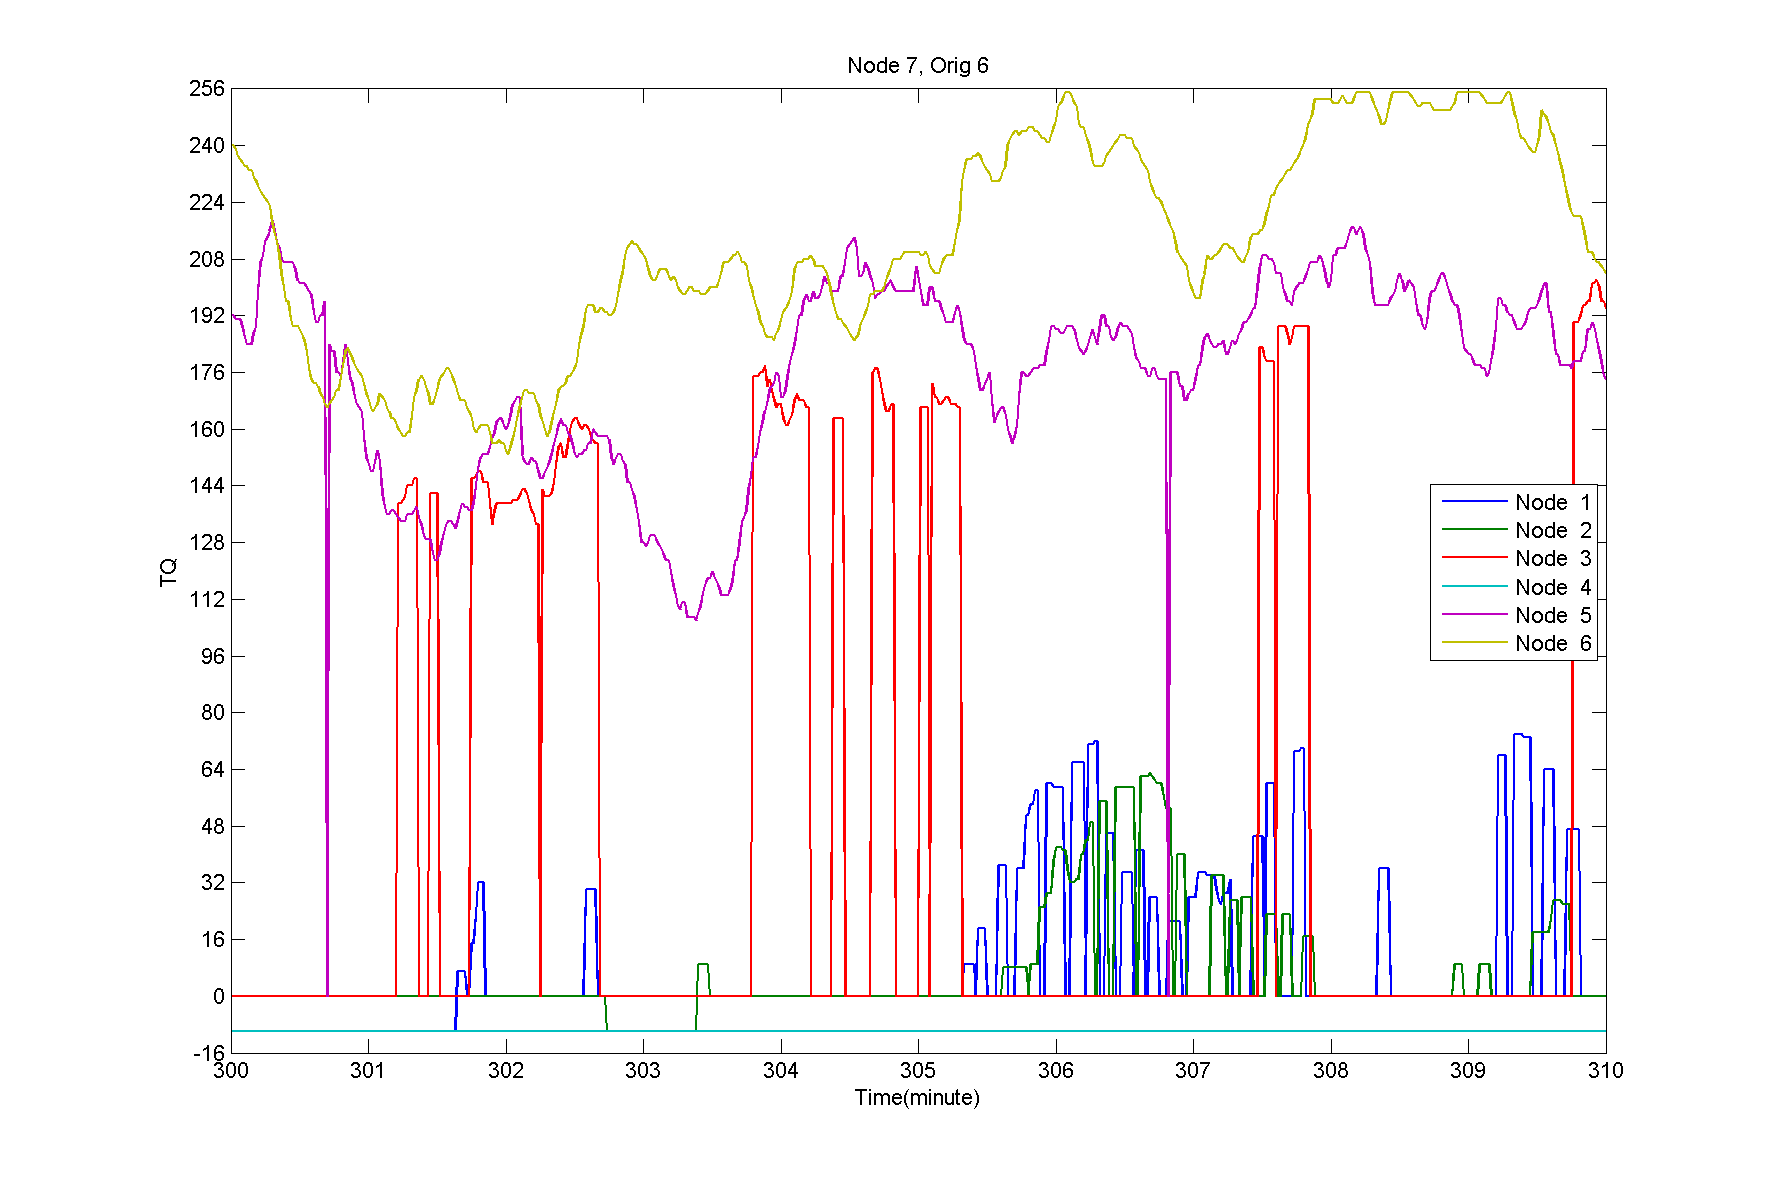 Node 7, Orig 6
256
240
224
208
192
176
160
144
128
112
96
80
64
48
32
16
0
-16
TQ
300 301 302 303 304 305 306 307 308 309 310
Time(minute)
Node 1
Node 2
Node 3
Node 4
Node 5
Node 6